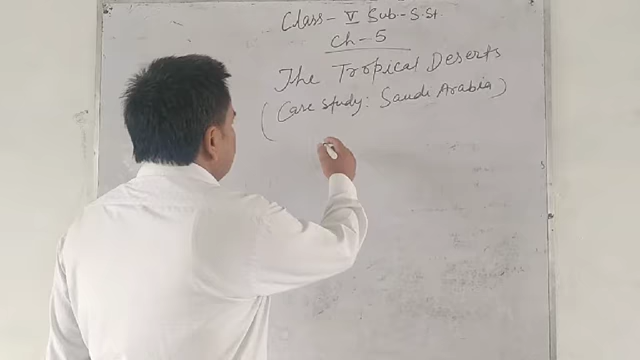 Class - V Sub - S.St.
Ch - 5
The Tropical Deserts
(Case study: Saudi Arabia)